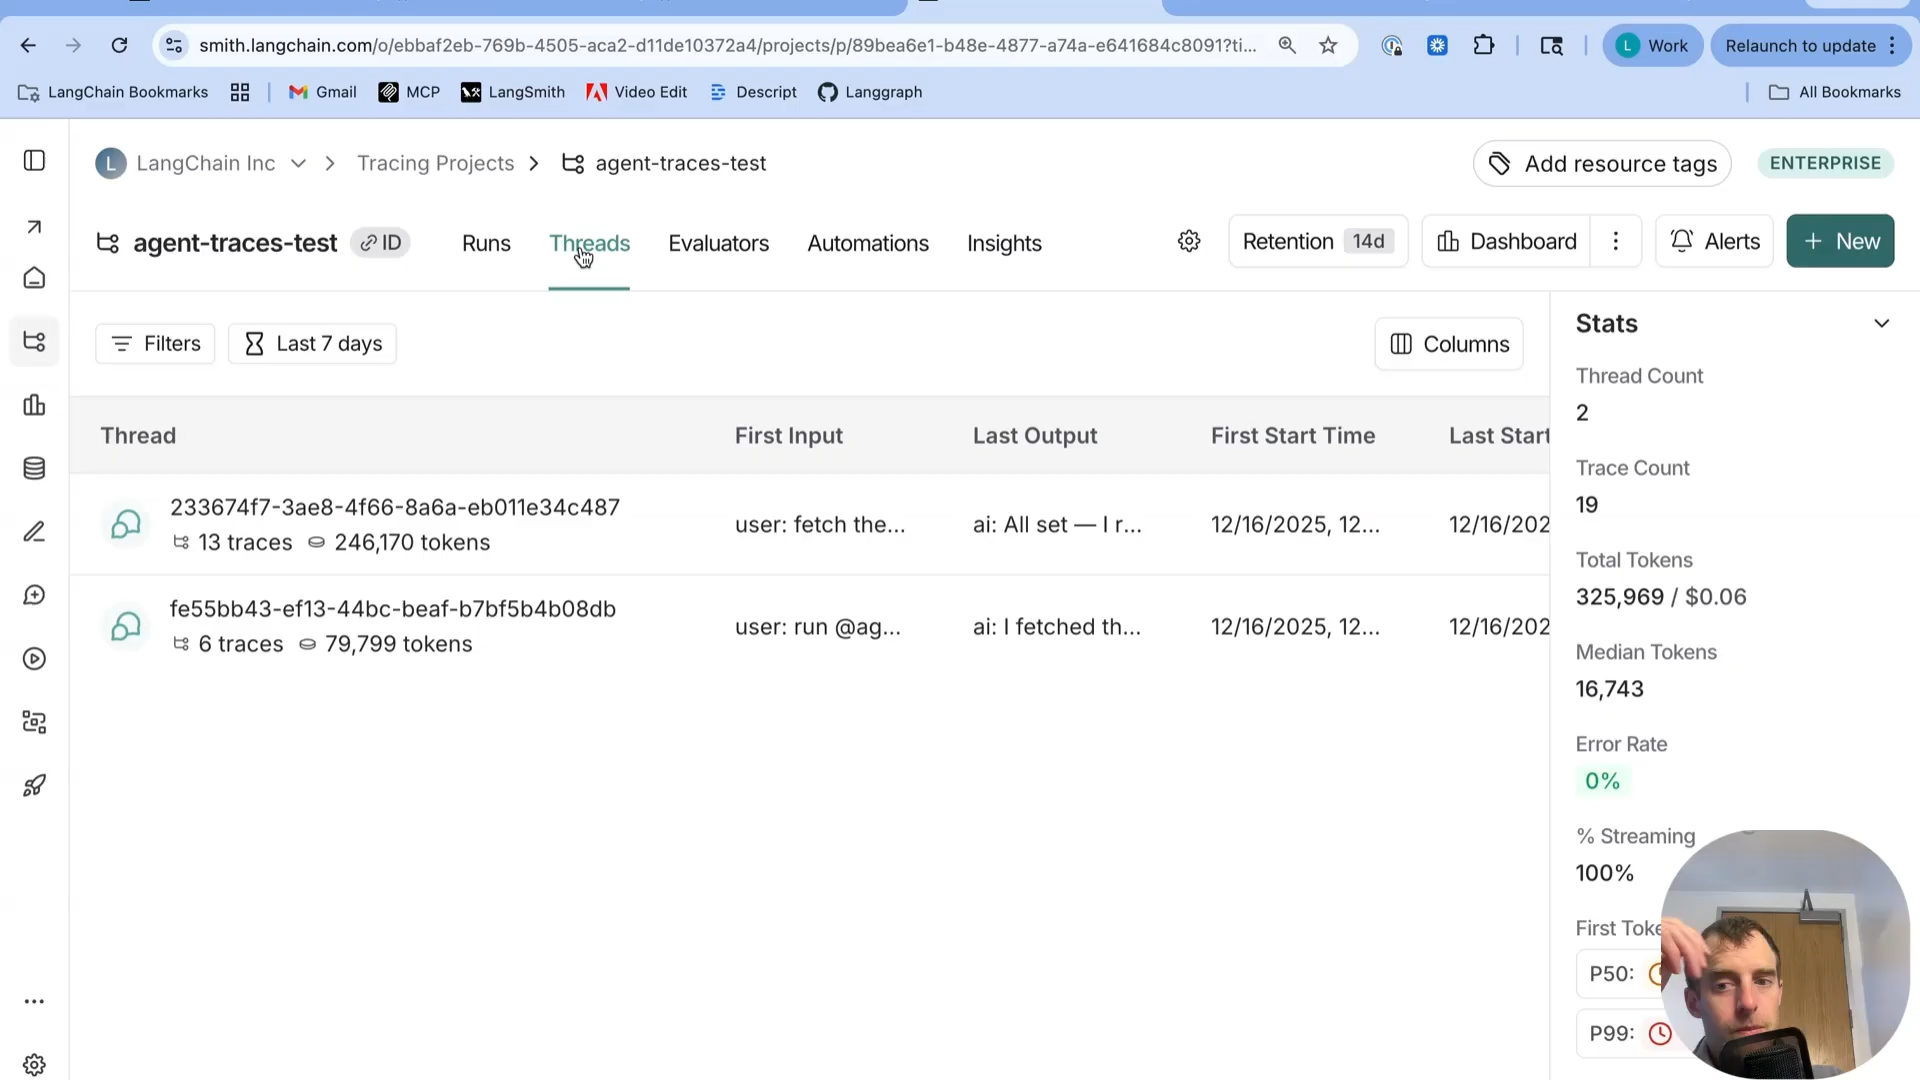 smith.langchain.com/o/ebbaf2eb-769b-4505-aca2-d11de10372a4/projects/p/89bea6e1-b48e-4877-a74a-e641684c8091?ti...
L Work
Relaunch to update
LangChain Bookmarks
Gmail
MCP
LangSmith
Video Edit
Descript
Langgraph
All Bookmarks
L LangChain Inc
Tracing Projects
agent-traces-test
Add resource tags
ENTERPRISE
agent-traces-test
ID
Runs
Threads
Evaluators
Automations
Insights
Retention 14d
Dashboard
Alerts
+ New
Filters
Last 7 days
Columns
Thread First Input Last Output First Start Time Last Start
233674f7-3ae8-4f66-8a6a-eb011e34c487
13 traces 246,170 tokens
user: fetch the...
ai: All set — I r...
12/16/2025, 12...
12/16/202
fe55bb43-ef13-44bc-beaf-b7bf5b4b08db
6 traces 79,799 tokens
user: run @ag...
ai: I fetched th...
12/16/2025, 12...
12/16/202
Stats
Thread Count
2
Trace Count
19
Total Tokens
325,969 / $0.06
Median Tokens
16,743
Error Rate
0%
% Streaming
100%
First Toke
P50:
P99: